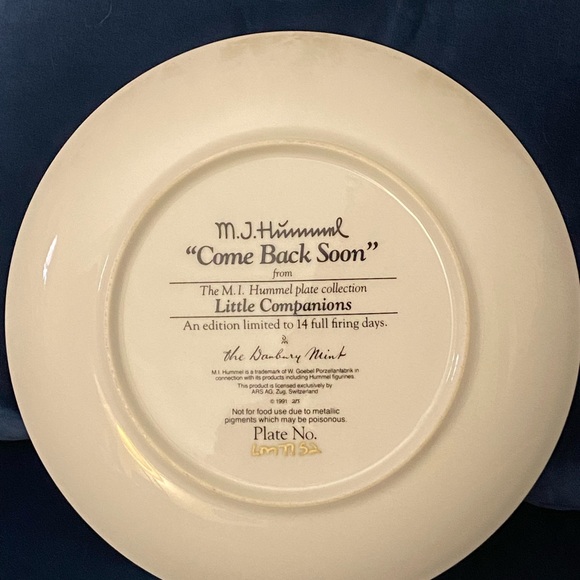 M.J.Hummel
“Come Back Soon”
from
The M.I. Hummel plate collection
Little Companions
An edition limited to 14 full firing days.
The Danbury Mint
M.I. Hummel is a trademark of W. Goebel Porzellanfabrik in
connection with its products including Hummel figurines.
This product is licensed exclusively by
ARS AG, Zug, Switzerland
© 1991 ars
Not for food use due to metallic
pigments which may be poisonous.
Plate No.